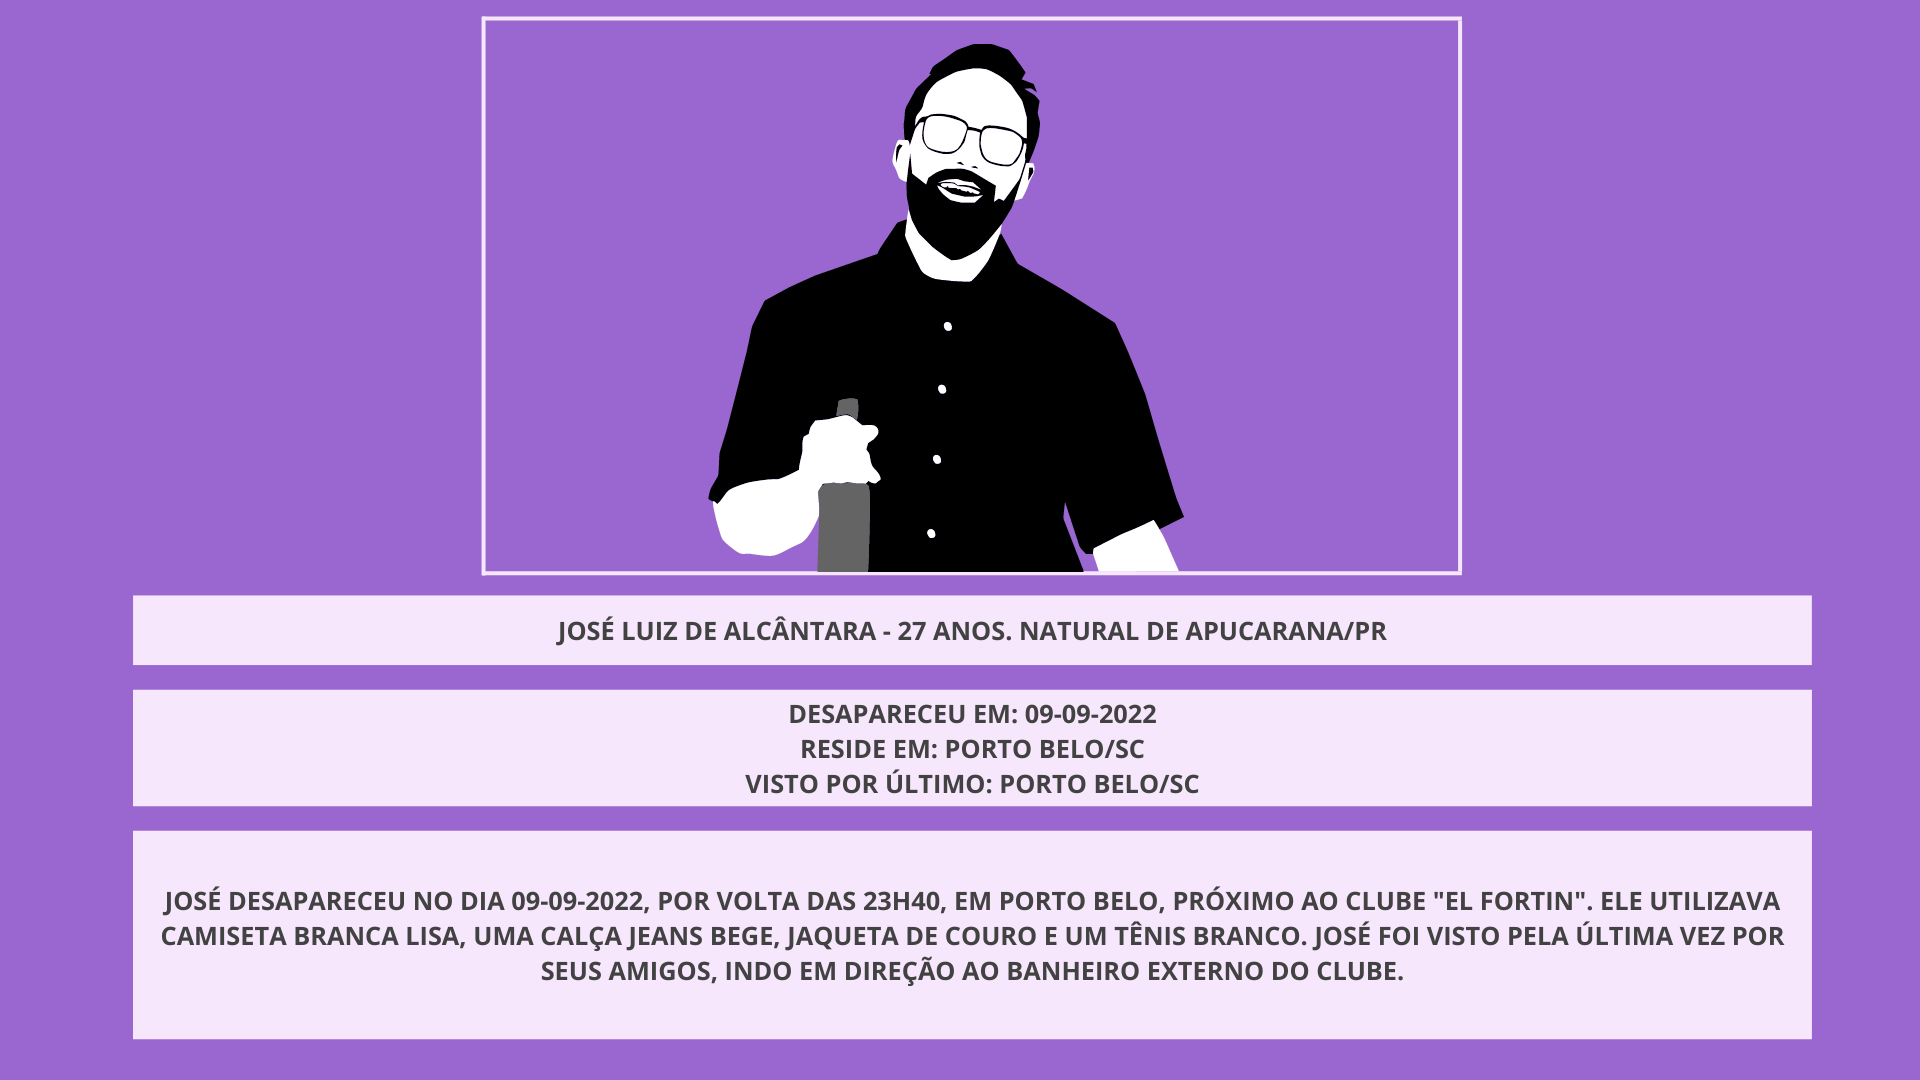 JOSÉ LUIZ DE ALCÂNTARA - 27 ANOS. NATURAL DE APUCARANA/PR
DESAPARECEU EM: 09-09-2022
RESIDE EM: PORTO BELO/SC
VISTO POR ÚLTIMO: PORTO BELO/SC
JOSÉ DESAPARECEU NO DIA 09-09-2022, POR VOLTA DAS 23H40, EM PORTO BELO, PRÓXIMO AO CLUBE "EL FORTIN". ELE UTILIZAVA
CAMISETA BRANCA LISA, UMA CALÇA JEANS BEGE, JAQUETA DE COURO E UM TÊNIS BRANCO. JOSÉ FOI VISTO PELA ÚLTIMA VEZ POR
SEUS AMIGOS, INDO EM DIREÇÃO AO BANHEIRO EXTERNO DO CLUBE.